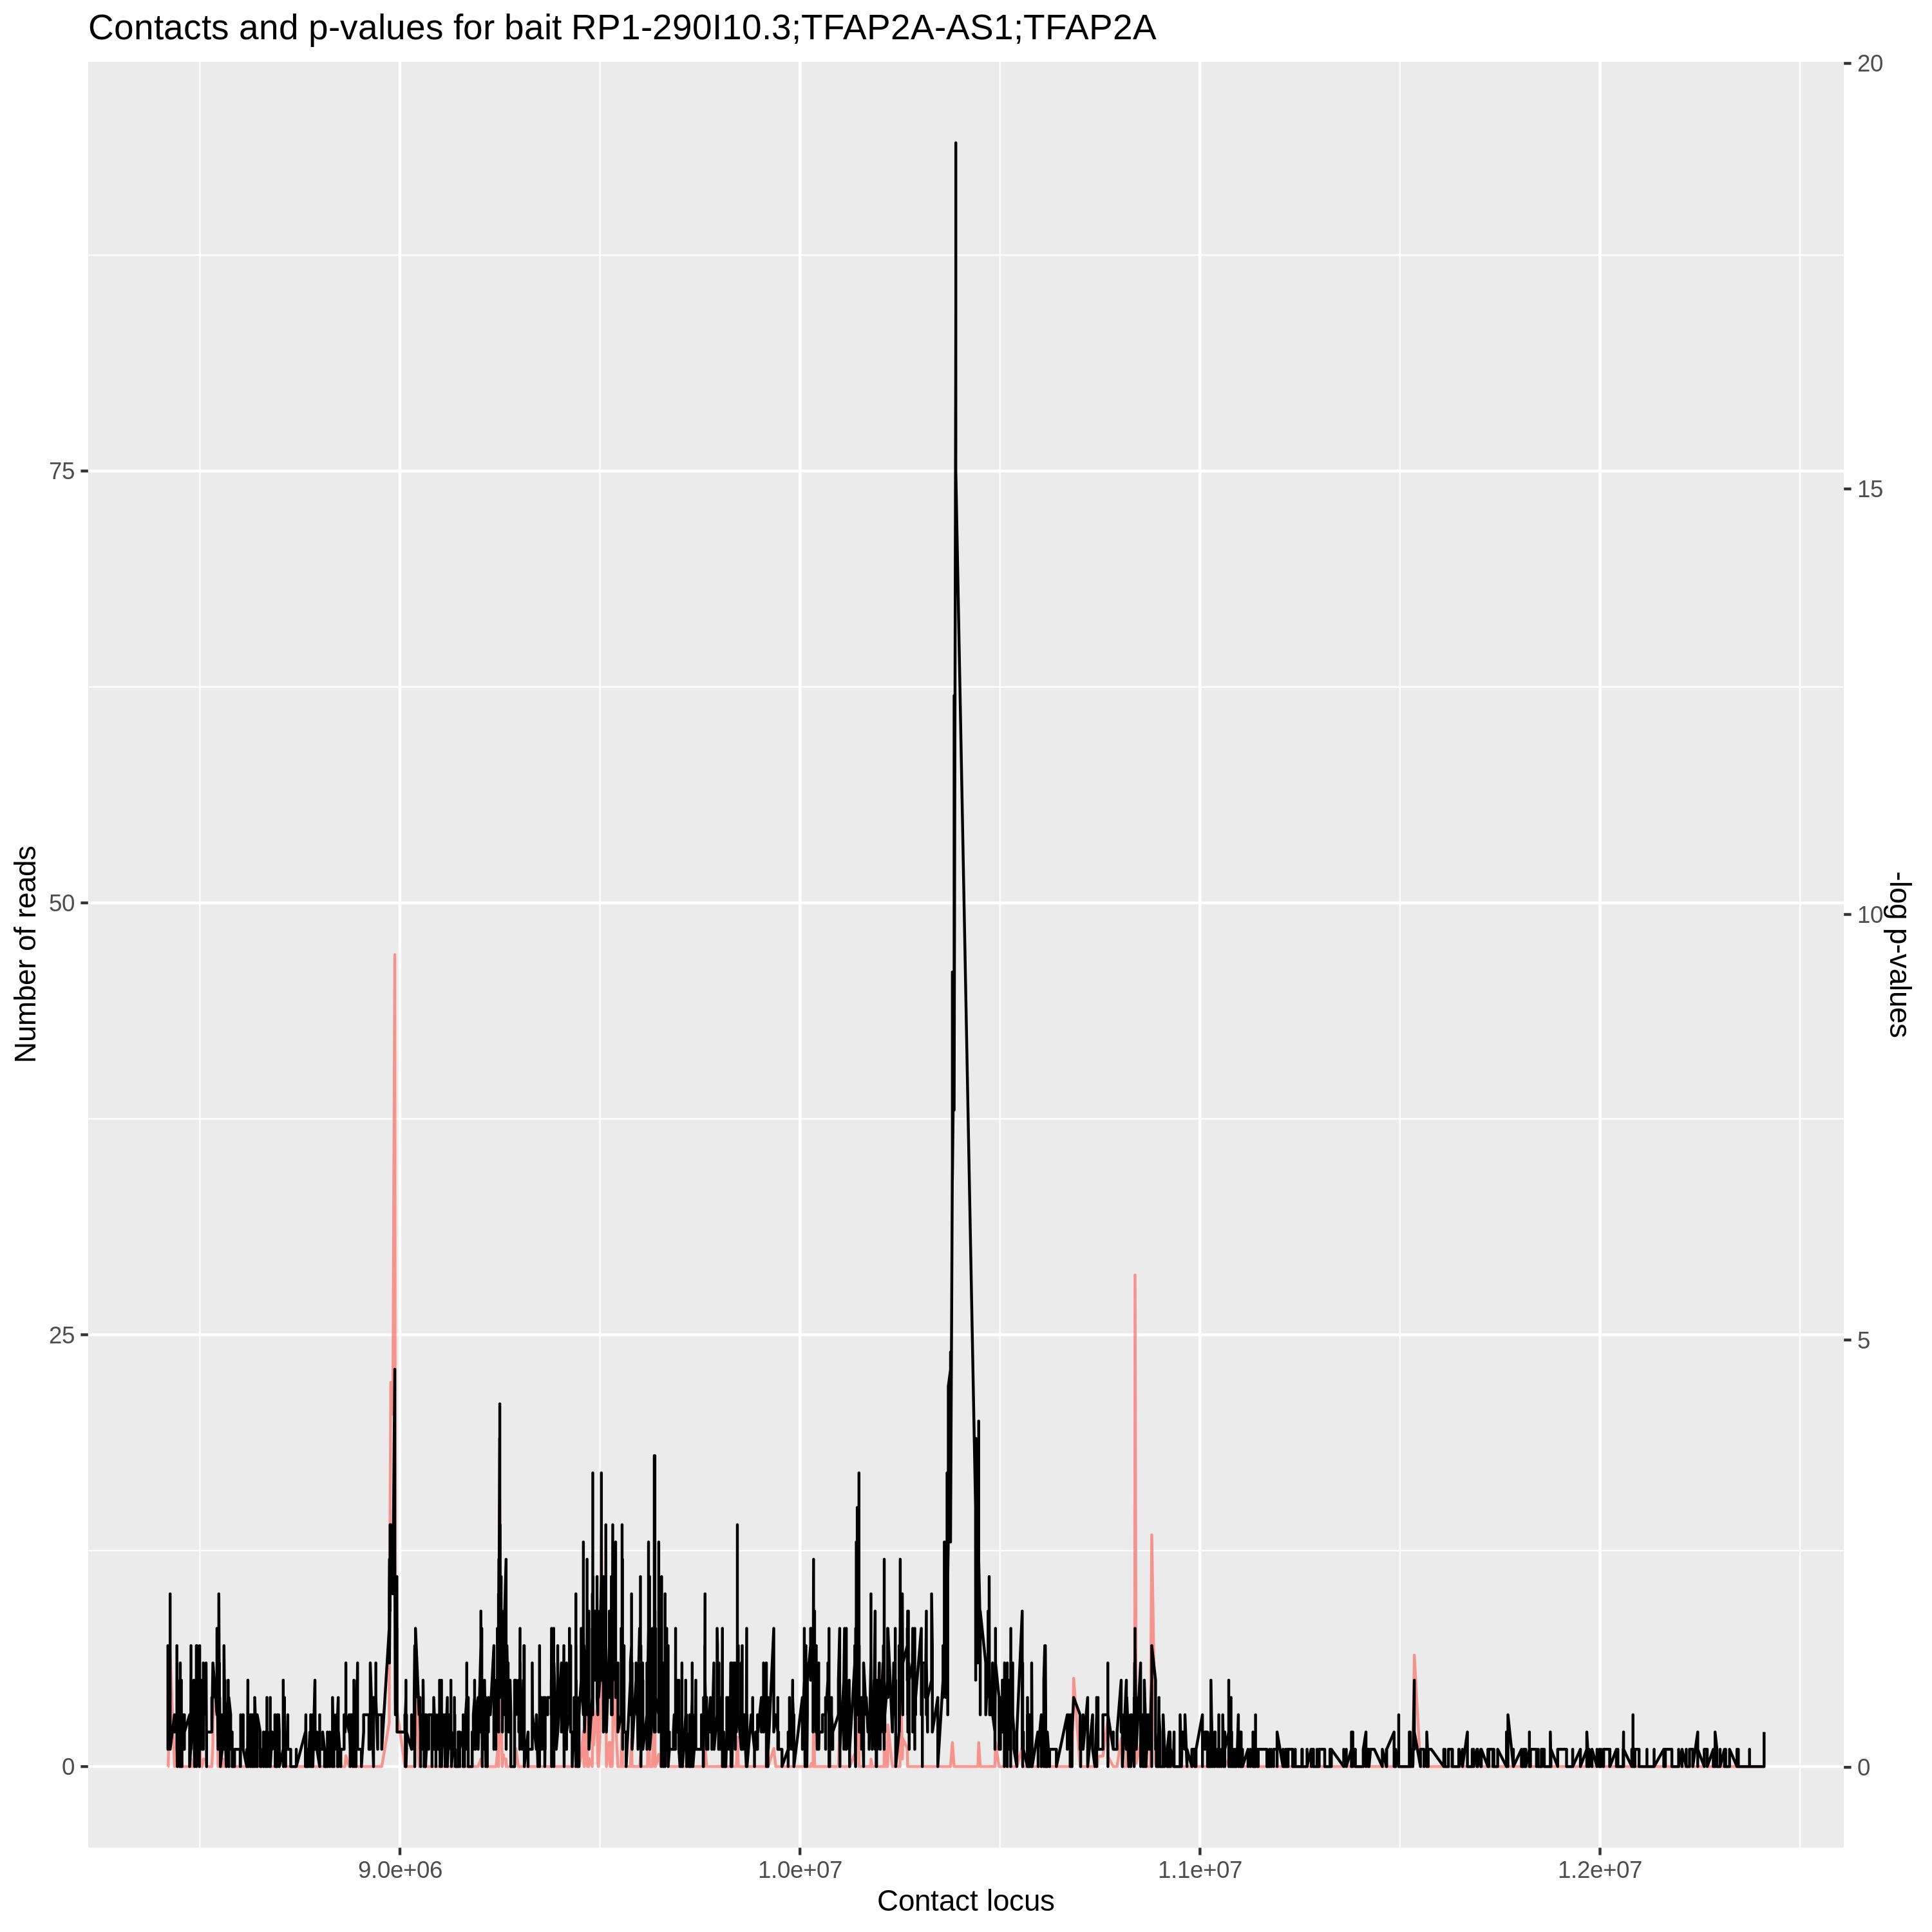 Contacts and p-values for bait RP1-290I10.3;TFAP2A-AS1;TFAP2A
20
75
15
50
10
Number of reads
-log p-values
25
5
0
0
9.0e+06
1.0e+07
1.1e+07
1.2e+07
Contact locus